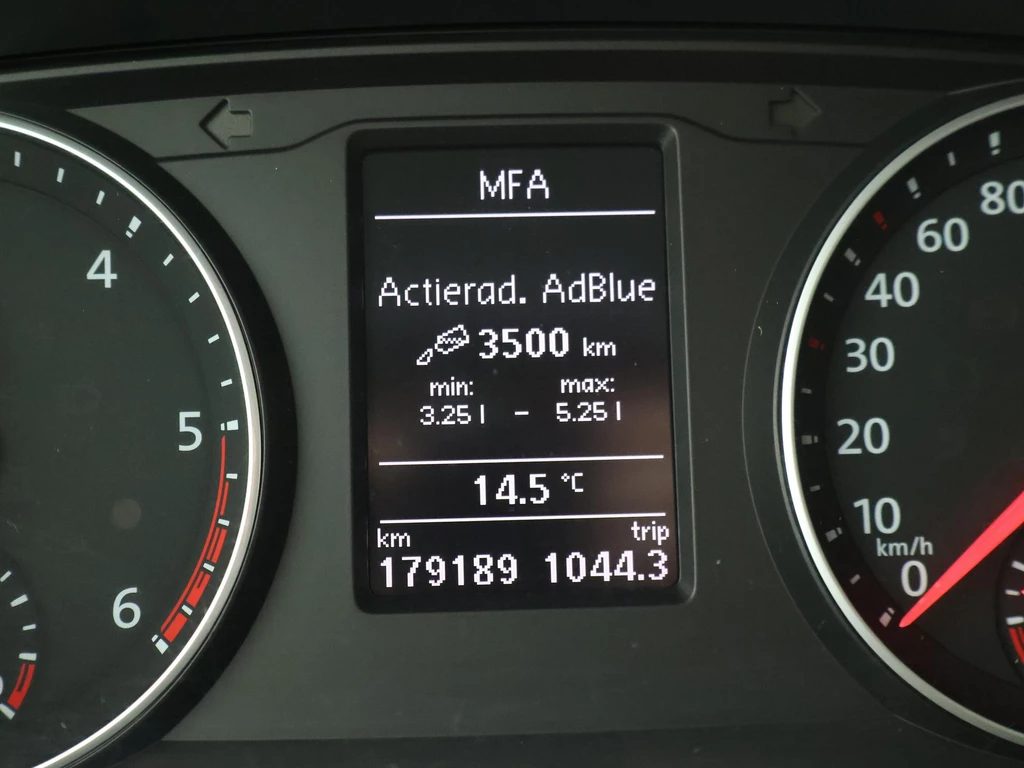 MFA
Actierad. AdBlue
3500 km
min: max:
3.25 l – 5.25 l
14.5 °C
km trip
179189 1044.3
4
5
6
80
60
40
30
20
10
km/h
0